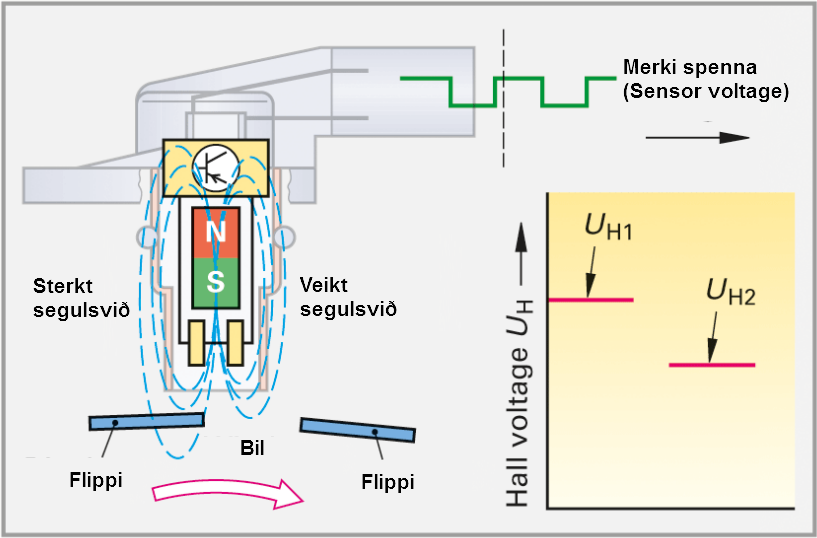 Merki spenna
(Sensor voltage)
N
S
Sterkt
segulsvið
Veikt
segulsvið
Bil
Flippi
Flippi
Hall voltage UH
UH1
UH2